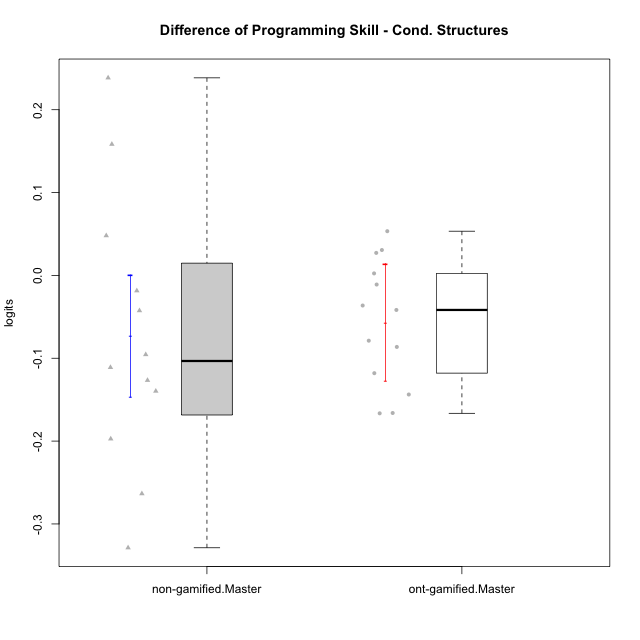 Difference of Programming Skill - Cond. Structures
logits
0.2
0.1
0.0
-0.1
-0.2
-0.3
non-gamified.Master
ont-gamified.Master